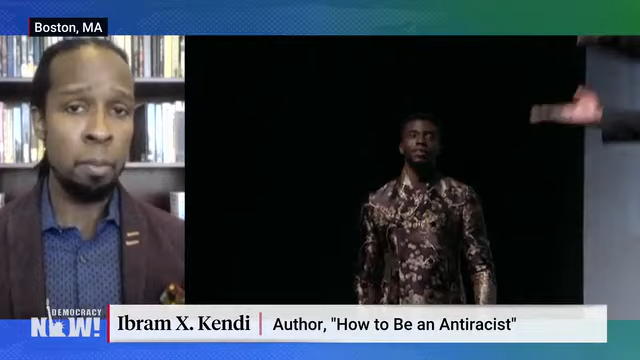 Boston, MA
DEMOCRACY
NOW!
Ibram X. Kendi
Author, "How to Be an Antiracist"